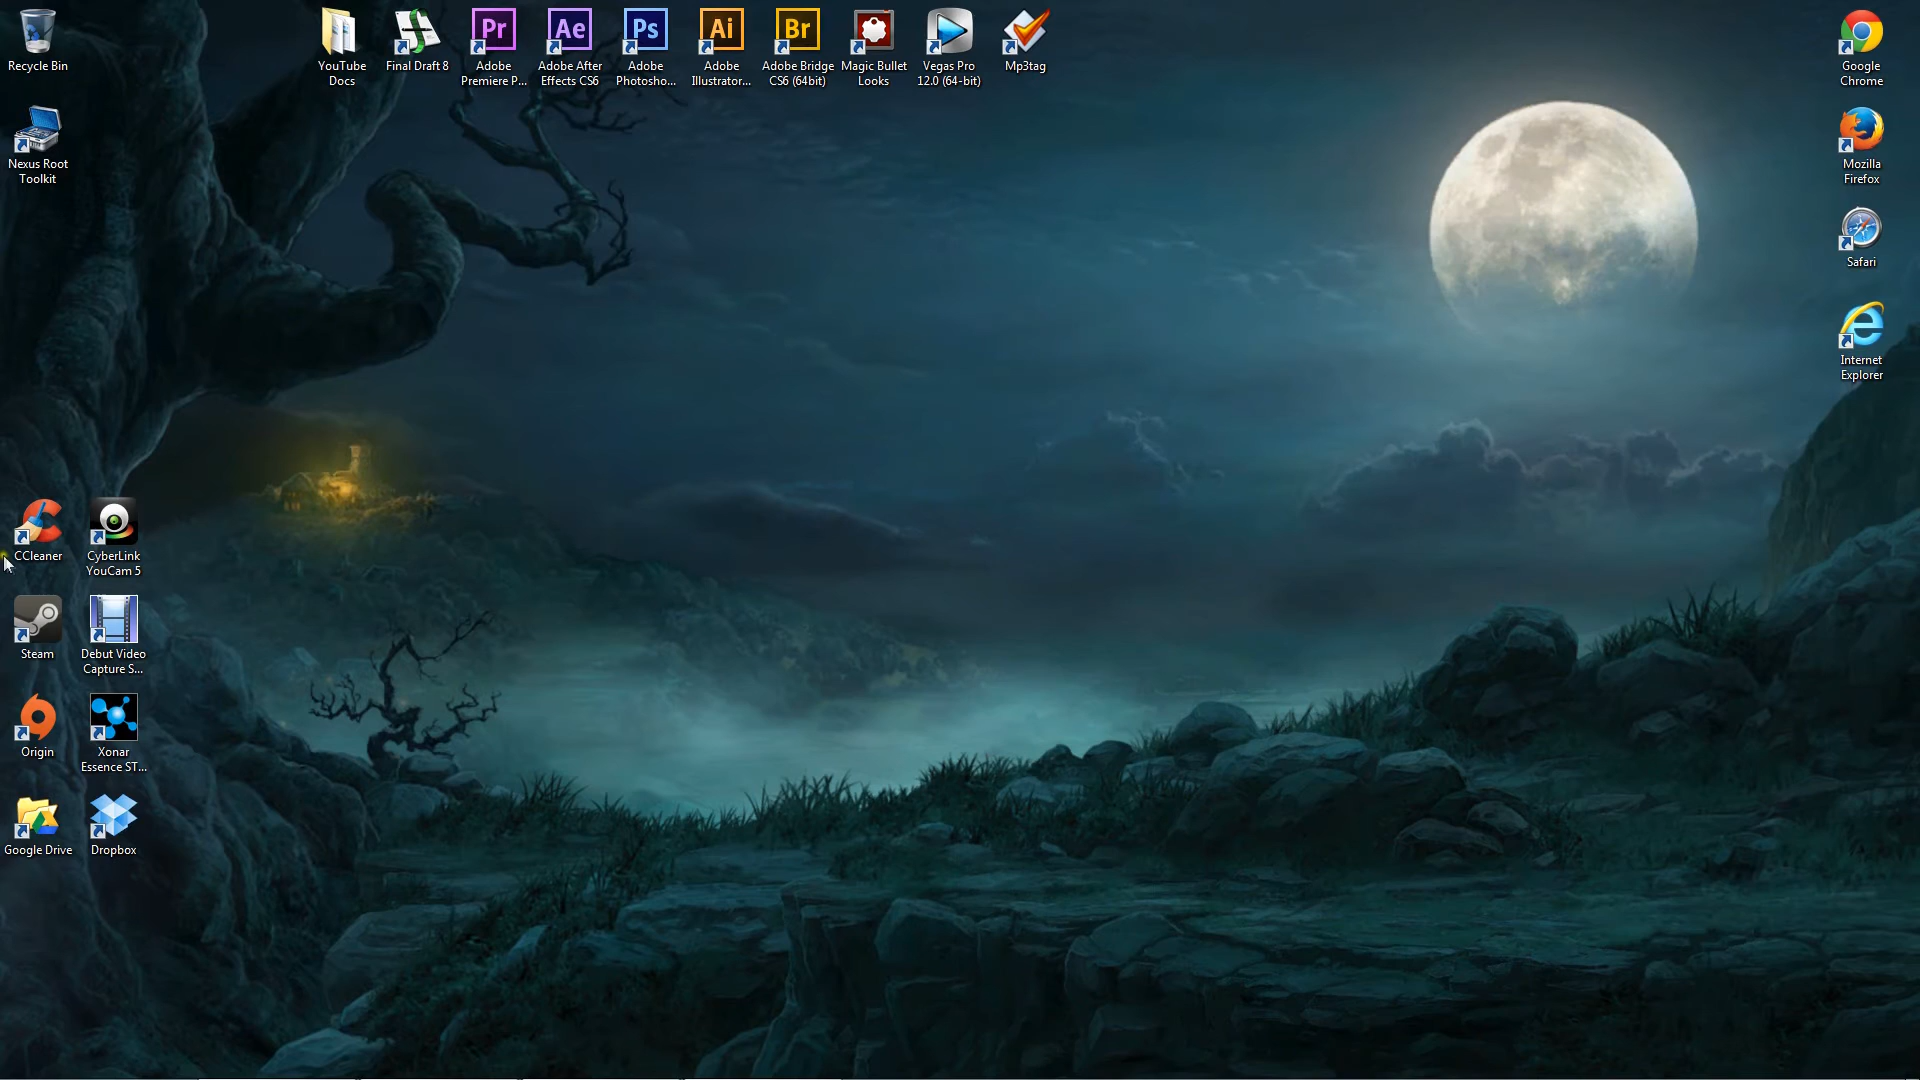 Recycle Bin
YouTube
Docs
Final Draft 8
Pr
Adobe
Premiere P...
Ae
Adobe After
Effects CS6
Ps
Adobe
Photosho...
Ai
Adobe
Illustrator...
Br
Adobe Bridge
CS6 (64bit)
Magic Bullet
Looks
Vegas Pro
12.0 (64-bit)
Mp3tag
Google
Chrome
Nexus Root
Toolkit
Mozilla
Firefox
Safari
Internet
Explorer
CCleaner
CyberLink
YouCam 5
Steam
Debut Video
Capture S...
Origin
Xonar
Essence ST...
Google Drive
Dropbox